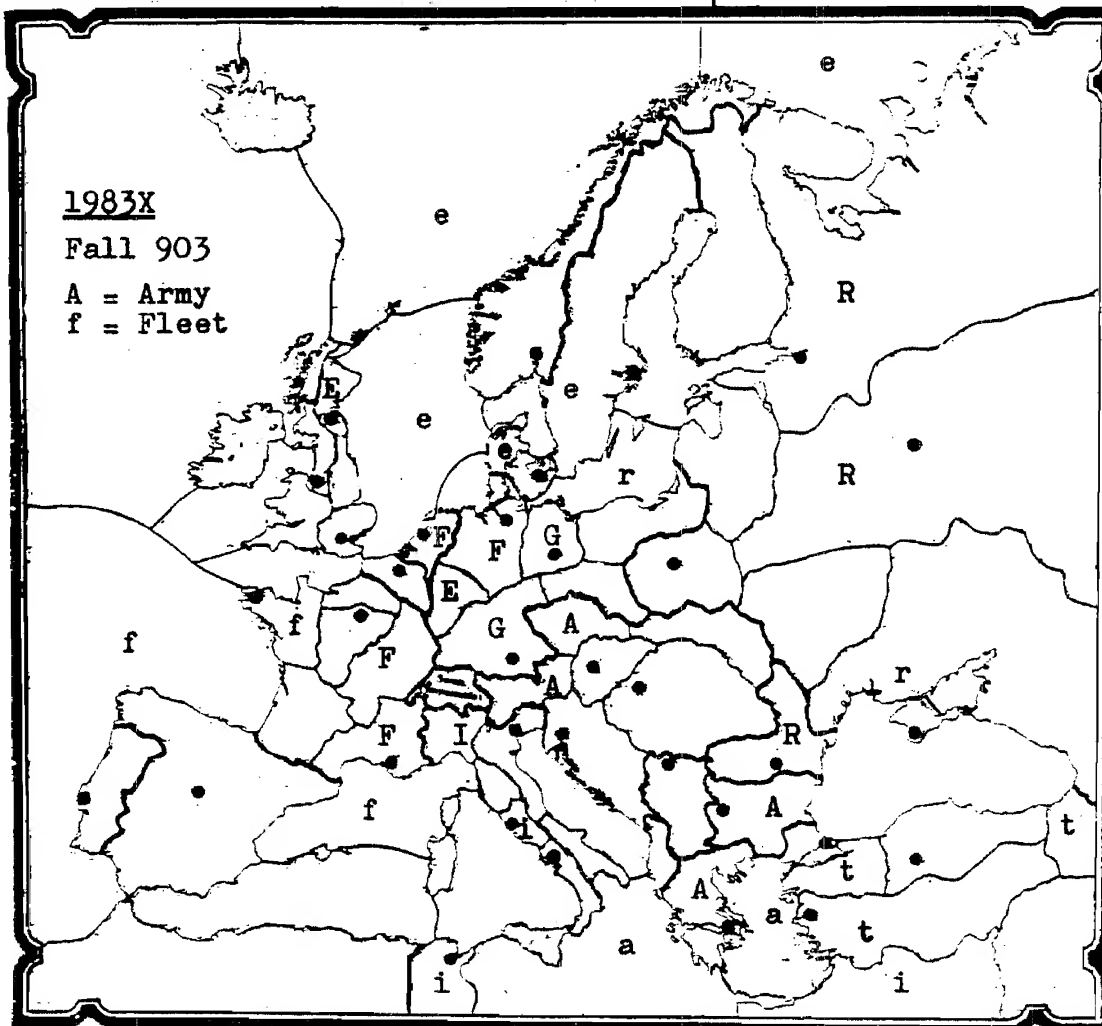 e
1983X
e
Fall 903
A = Army
R
f = Fleet
E e
e
e
r R
F G
F
E
f G A
f
F
r
A
F I R
f A
i t
t
A
a t
a
i i